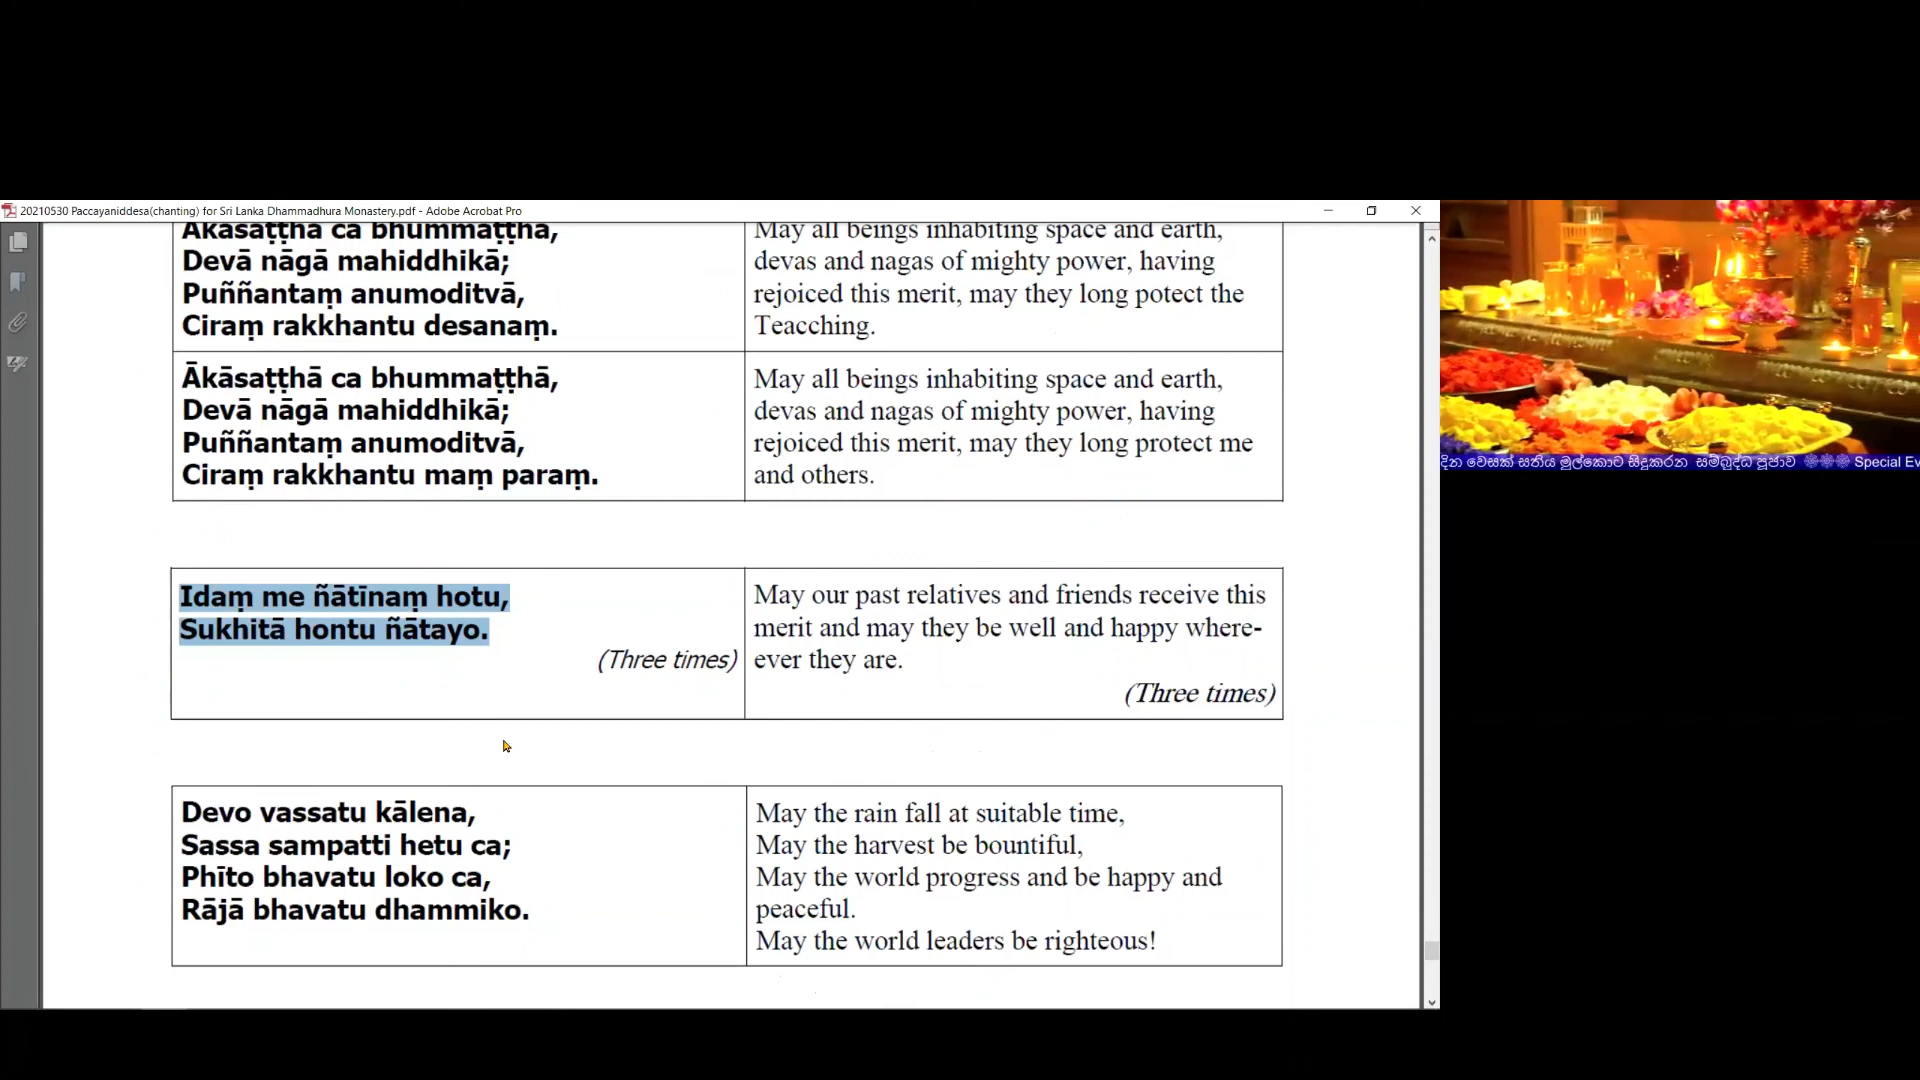 20210530 Paccayaniddesa(chanting) for Sri Lanka Dhammadhura Monastery.pdf - Adobe Acrobat Pro
Ākāsaṭṭhā ca bhummaṭṭhā,
Devā nāgā mahiddhikā;
Puññantaṃ anumoditvā,
Ciraṃ rakkhantu desanaṃ.
May all beings inhabiting space and earth,
devas and nagas of mighty power, having
rejoiced this merit, may they long potect the
Teacching.
Ākāsaṭṭhā ca bhummaṭṭhā,
Devā nāgā mahiddhikā;
Puññantaṃ anumoditvā,
Ciraṃ rakkhantu maṃ paraṃ.
May all beings inhabiting space and earth,
devas and nagas of mighty power, having
rejoiced this merit, may they long protect me
and others.
Idaṃ me ñātīnaṃ hotu,
Sukhitā hontu ñātayo.
(Three times)
May our past relatives and friends receive this
merit and may they be well and happy where-
ever they are.
(Three times)
Devo vassatu kālena,
Sassa sampatti hetu ca;
Phīto bhavatu loko ca,
Rājā bhavatu dhammiko.
May the rain fall at suitable time,
May the harvest be bountiful,
May the world progress and be happy and
peaceful.
May the world leaders be righteous!
දින වෙසක් සතිය මුල්කොට සිදුකරන සම්බුද්ධ පූජාව ❁❁❁ Special Ev